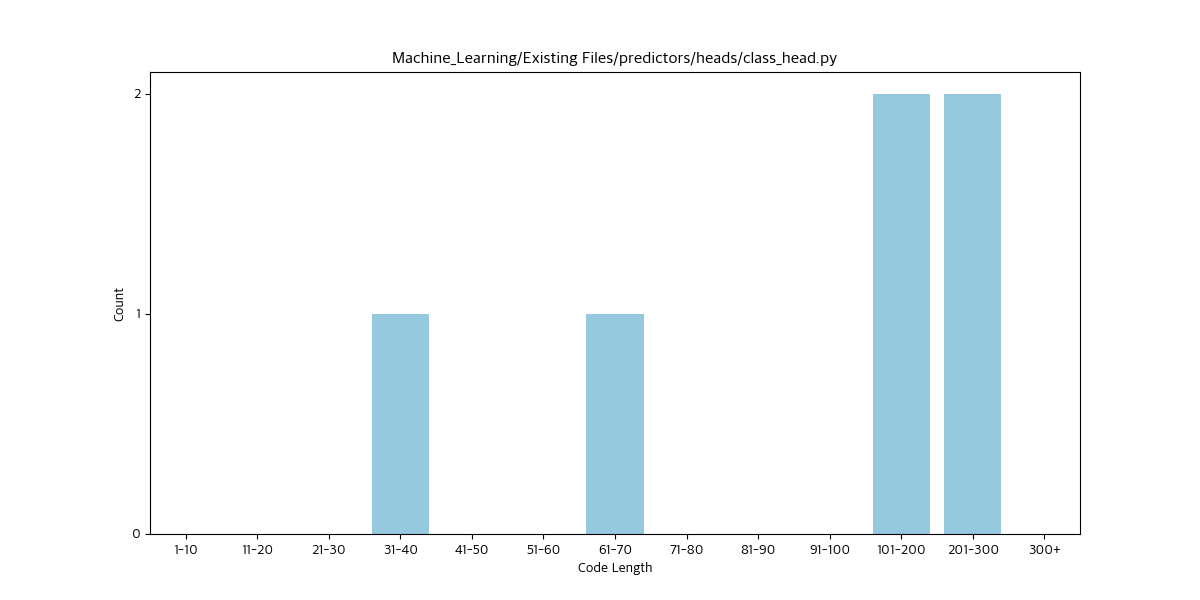 Machine_Learning/Existing Files/predictors/heads/class_head.py
2
1
0
Count
1-10 11-20 21-30 31-40 41-50 51-60 61-70 71-80 81-90 91-100 101-200 201-300 300+
Code Length